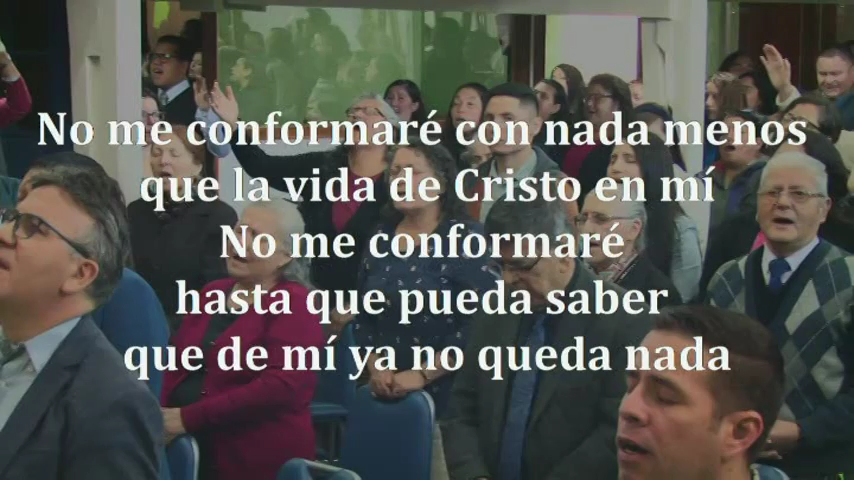 No me conformaré con nada menos
que la vida de Cristo en mí
No me conformaré
hasta que pueda saber
que de mí ya no queda nada